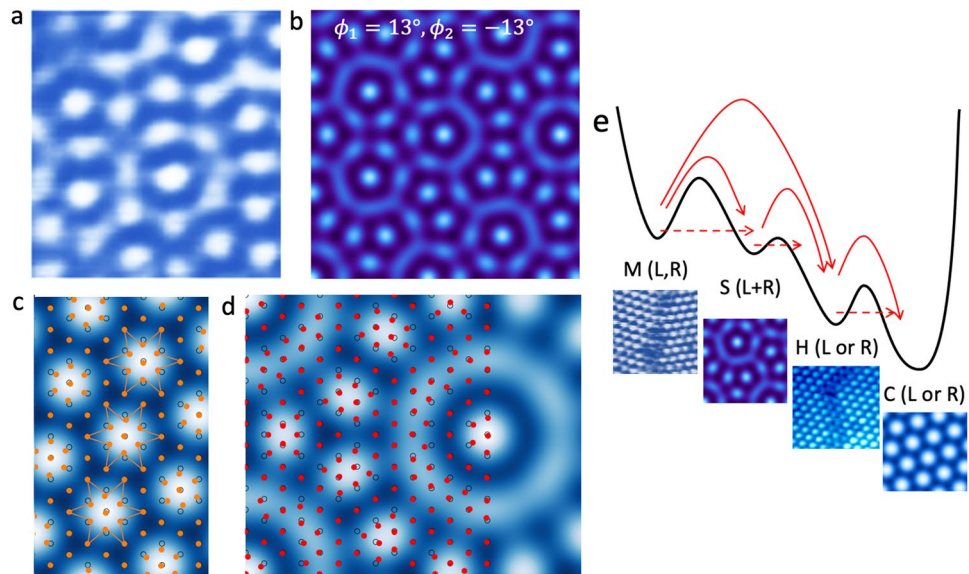 a
b
ϕ₁ = 13°, ϕ₂ = −13°
c
d
e
M (L,R)
S (L+R)
H (L or R)
C (L or R)